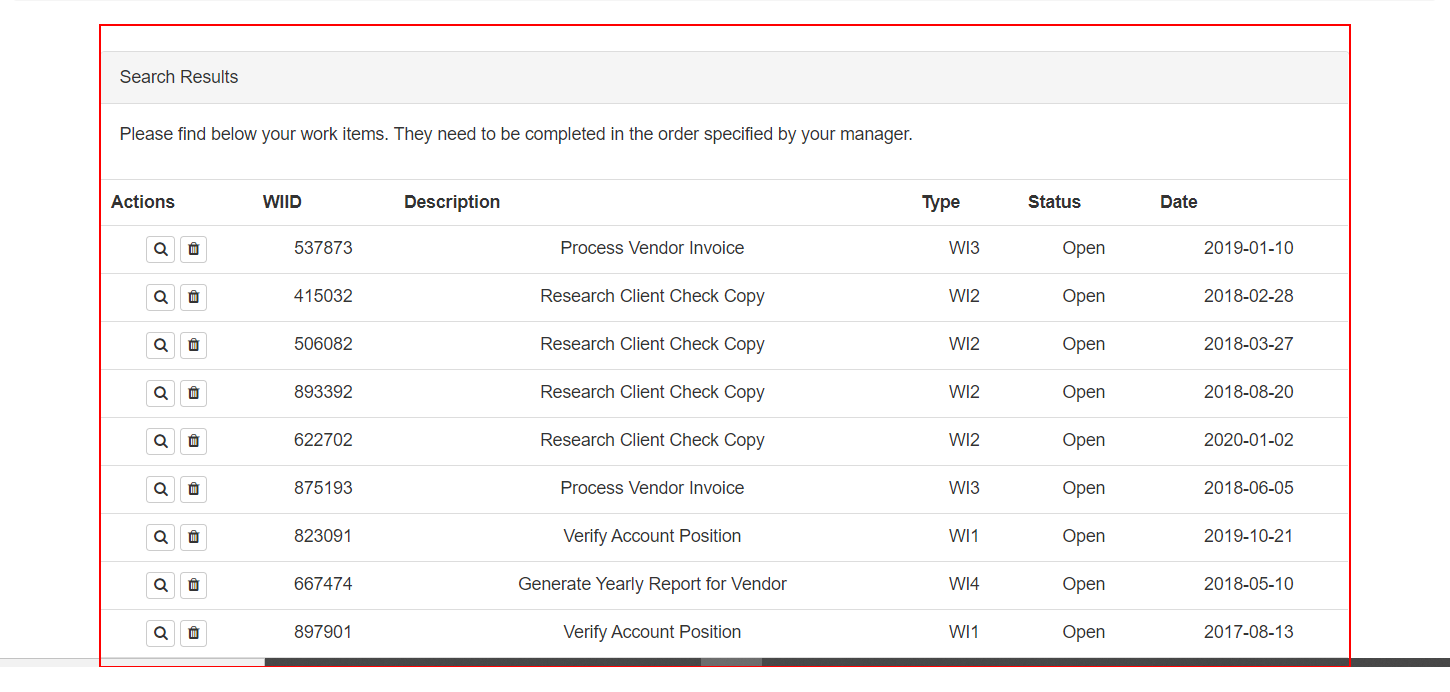 Search Results
Please find below your work items. They need to be completed in the order specified by your manager.
Actions WIID Description Type Status Date
537873 Process Vendor Invoice WI3 Open 2019-01-10
415032 Research Client Check Copy WI2 Open 2018-02-28
506082 Research Client Check Copy WI2 Open 2018-03-27
893392 Research Client Check Copy WI2 Open 2018-08-20
622702 Research Client Check Copy WI2 Open 2020-01-02
875193 Process Vendor Invoice WI3 Open 2018-06-05
823091 Verify Account Position WI1 Open 2019-10-21
667474 Generate Yearly Report for Vendor WI4 Open 2018-05-10
897901 Verify Account Position WI1 Open 2017-08-13